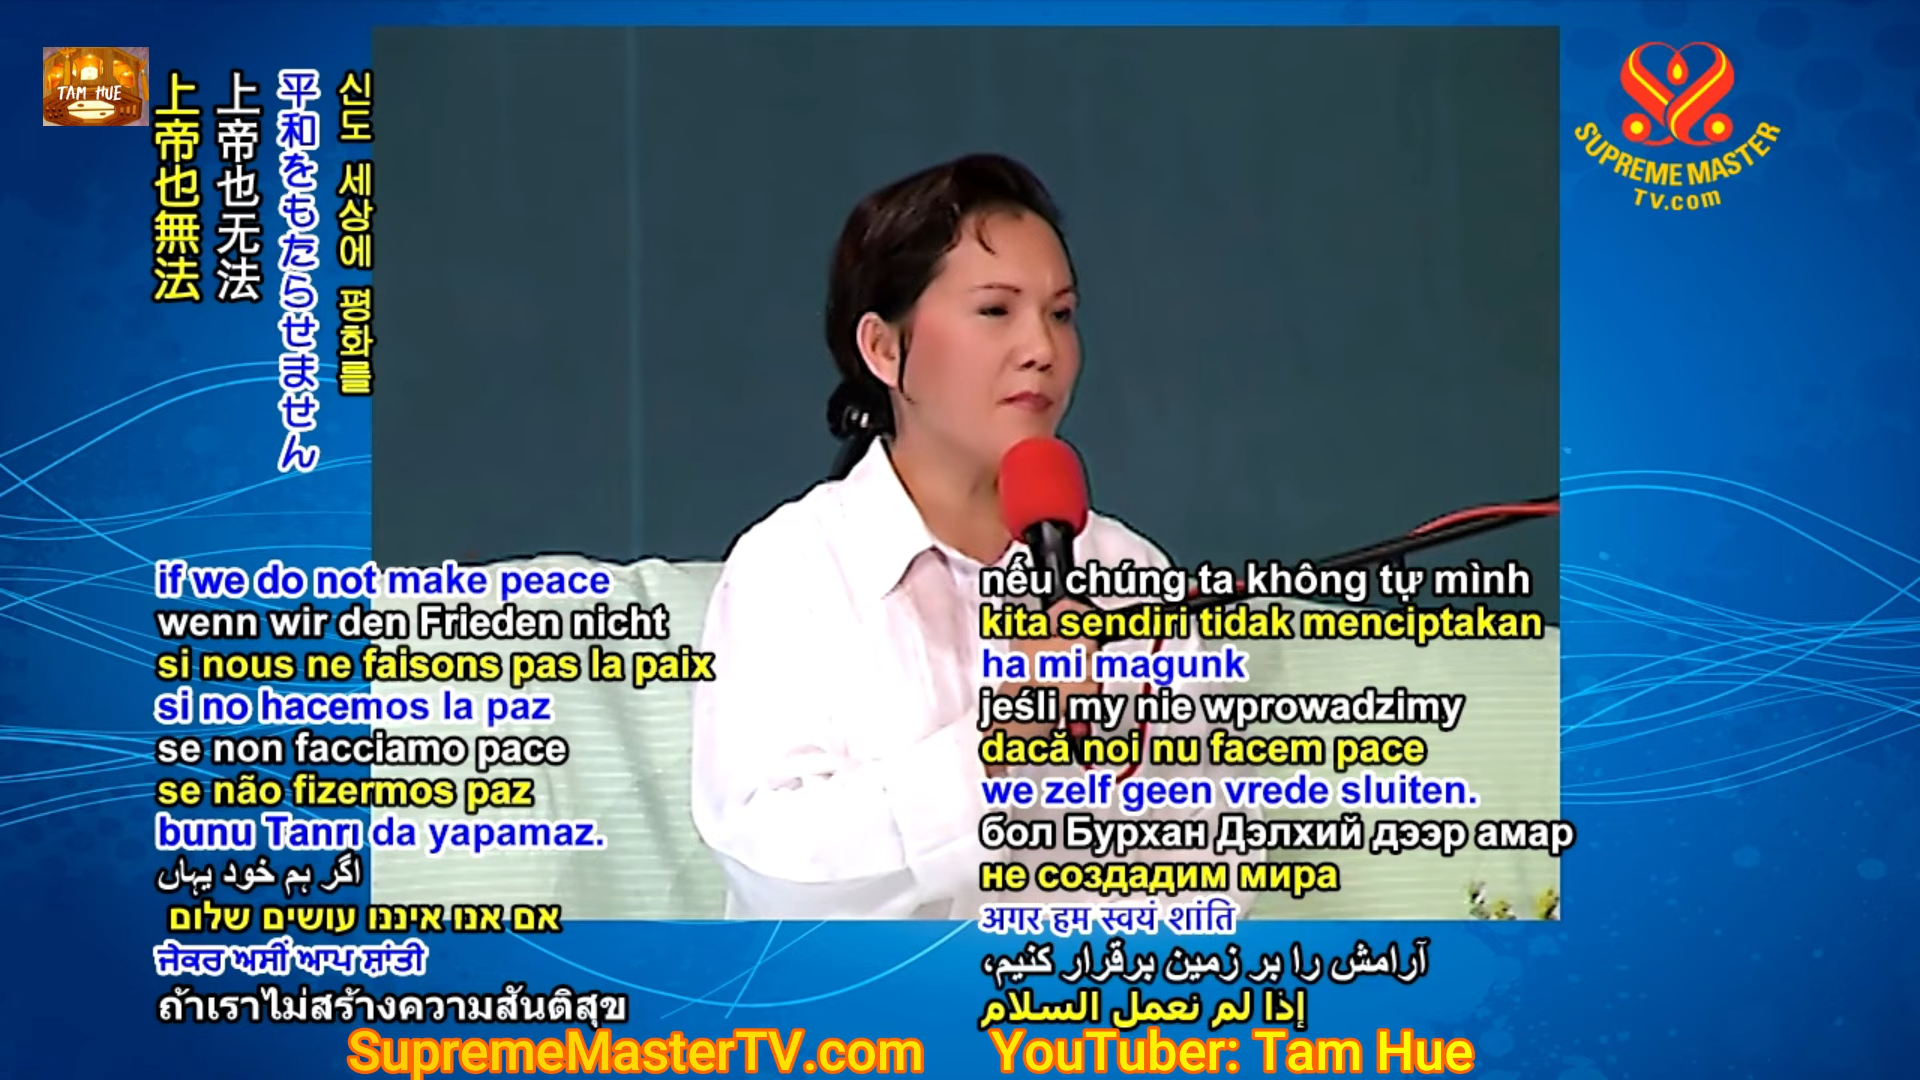 TAM HUE
上帝也無法
上帝也无法
平和をもたらせません
신도 세상에 평화를
SUPREME MASTER
TV.com
if we do not make peace
wenn wir den Frieden nicht
si nous ne faisons pas la paix
si no hacemos la paz
se non facciamo pace
se não fizermos paz
bunu Tanrı da yapamaz.
اگر ہم خود یہاں
אם אנו איננו עושים שלום
ਜੇਕਰ ਅਸੀਂ ਆਪ ਸ਼ਾਂਤੀ
ถ้าเราไม่สร้างความสันติสุข
nếu chúng ta không tự mình
kita sendiri tidak menciptakan
ha mi magunk
jeśli my nie wprowadzimy
dacă noi nu facem pace
we zelf geen vrede sluiten.
бол Бурхан Дэлхий дээр амар
не создадим мира
अगर हम स्वयं शांति
آرامش را بر زمین برقرار کنیم،
إذا لم نعمل السلام
SupremeMasterTV.com
YouTuber: Tam Hue